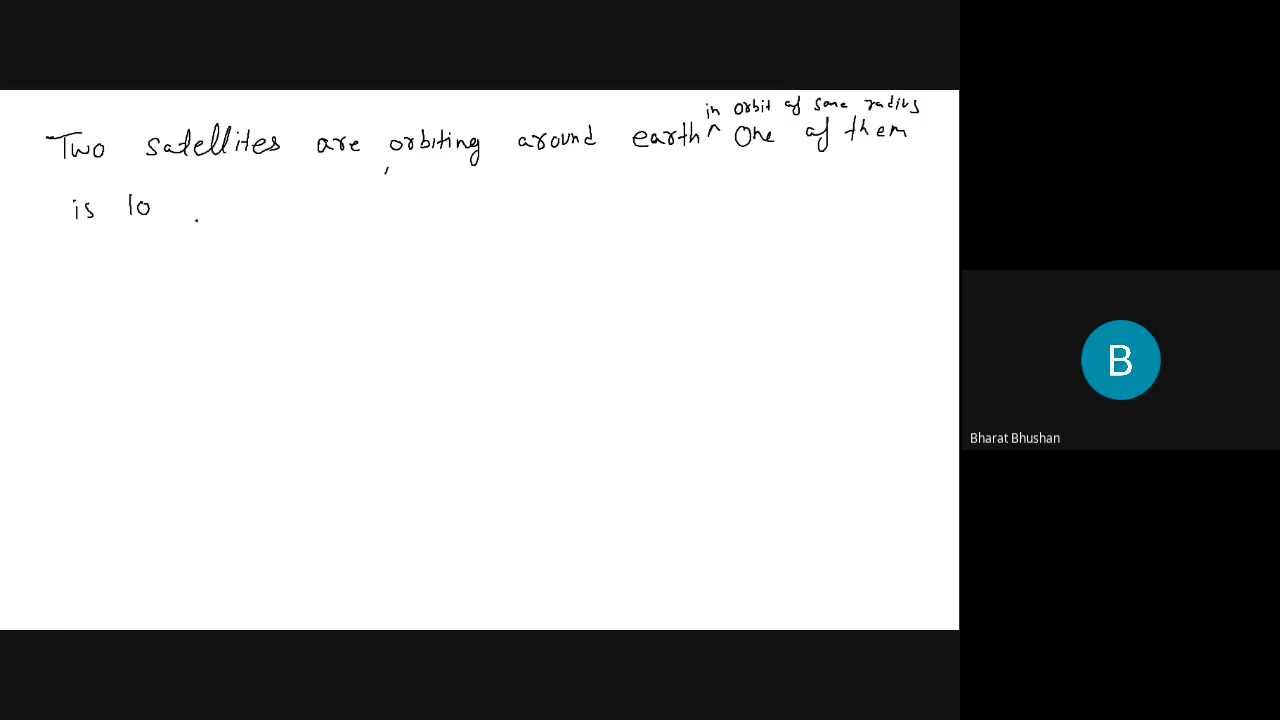 in orbit of same radius
Two satellites are orbiting around earth ^ One of them
is 10
B
Bharat Bhushan